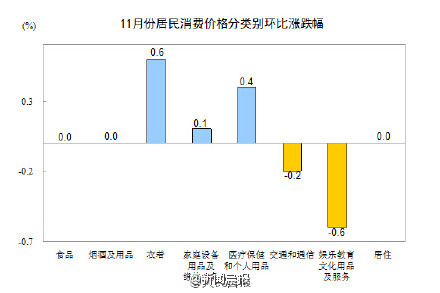 11月份居民消费价格分类别环比涨跌幅
(%)
0.3
-0.2
-0.7
0.0
0.0
0.6
0.1
0.4
-0.2
-0.6
0.0
食品
烟酒及用品
衣着
家庭设备
用品及
医疗保健
和个人用品
交通和通信
娱乐教育
文化用品
及服务
居住